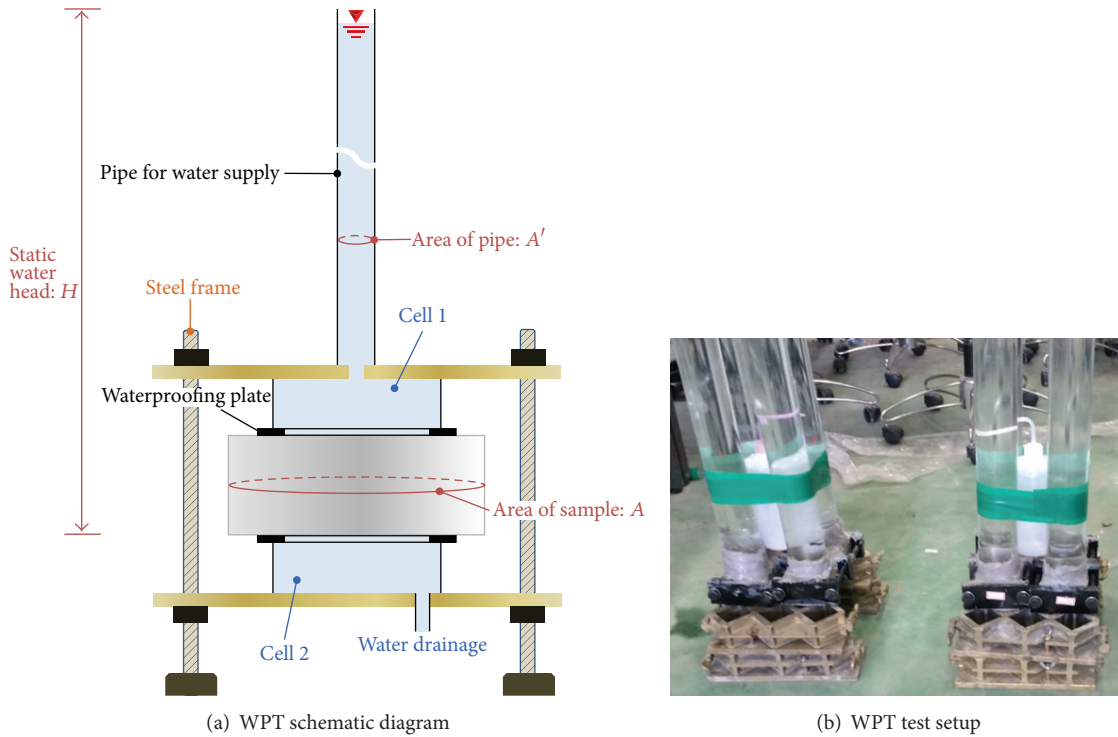 Pipe for water supply
Area of pipe: A′
Static
water
head: H
Steel frame
Cell 1
Waterproofing plate
Area of sample: A
Cell 2
Water drainage
(a) WPT schematic diagram
(b) WPT test setup